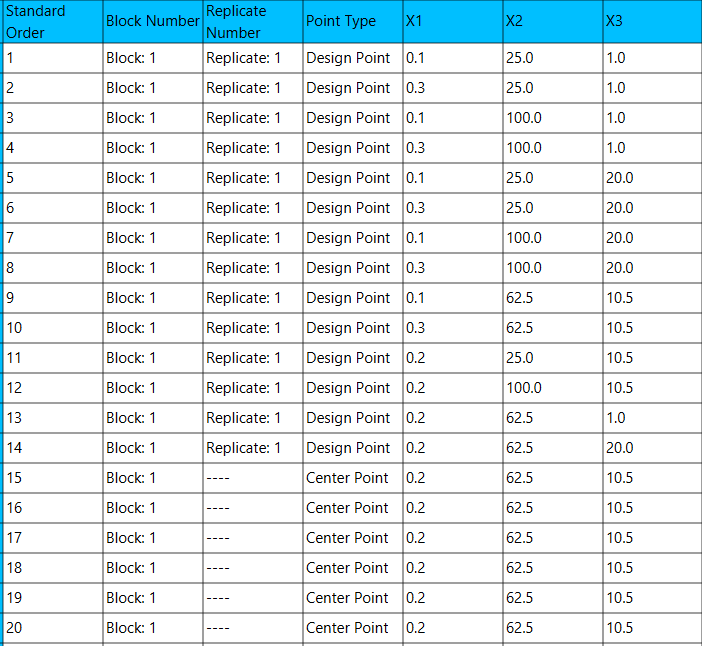 Standard Order Block Number Replicate Number Point Type X1 X2 X3
1 Block: 1 Replicate: 1 Design Point 0.1 25.0 1.0
2 Block: 1 Replicate: 1 Design Point 0.3 25.0 1.0
3 Block: 1 Replicate: 1 Design Point 0.1 100.0 1.0
4 Block: 1 Replicate: 1 Design Point 0.3 100.0 1.0
5 Block: 1 Replicate: 1 Design Point 0.1 25.0 20.0
6 Block: 1 Replicate: 1 Design Point 0.3 25.0 20.0
7 Block: 1 Replicate: 1 Design Point 0.1 100.0 20.0
8 Block: 1 Replicate: 1 Design Point 0.3 100.0 20.0
9 Block: 1 Replicate: 1 Design Point 0.1 62.5 10.5
10 Block: 1 Replicate: 1 Design Point 0.3 62.5 10.5
11 Block: 1 Replicate: 1 Design Point 0.2 25.0 10.5
12 Block: 1 Replicate: 1 Design Point 0.2 100.0 10.5
13 Block: 1 Replicate: 1 Design Point 0.2 62.5 1.0
14 Block: 1 Replicate: 1 Design Point 0.2 62.5 20.0
15 Block: 1 ---- Center Point 0.2 62.5 10.5
16 Block: 1 ---- Center Point 0.2 62.5 10.5
17 Block: 1 ---- Center Point 0.2 62.5 10.5
18 Block: 1 ---- Center Point 0.2 62.5 10.5
19 Block: 1 ---- Center Point 0.2 62.5 10.5
20 Block: 1 ---- Center Point 0.2 62.5 10.5